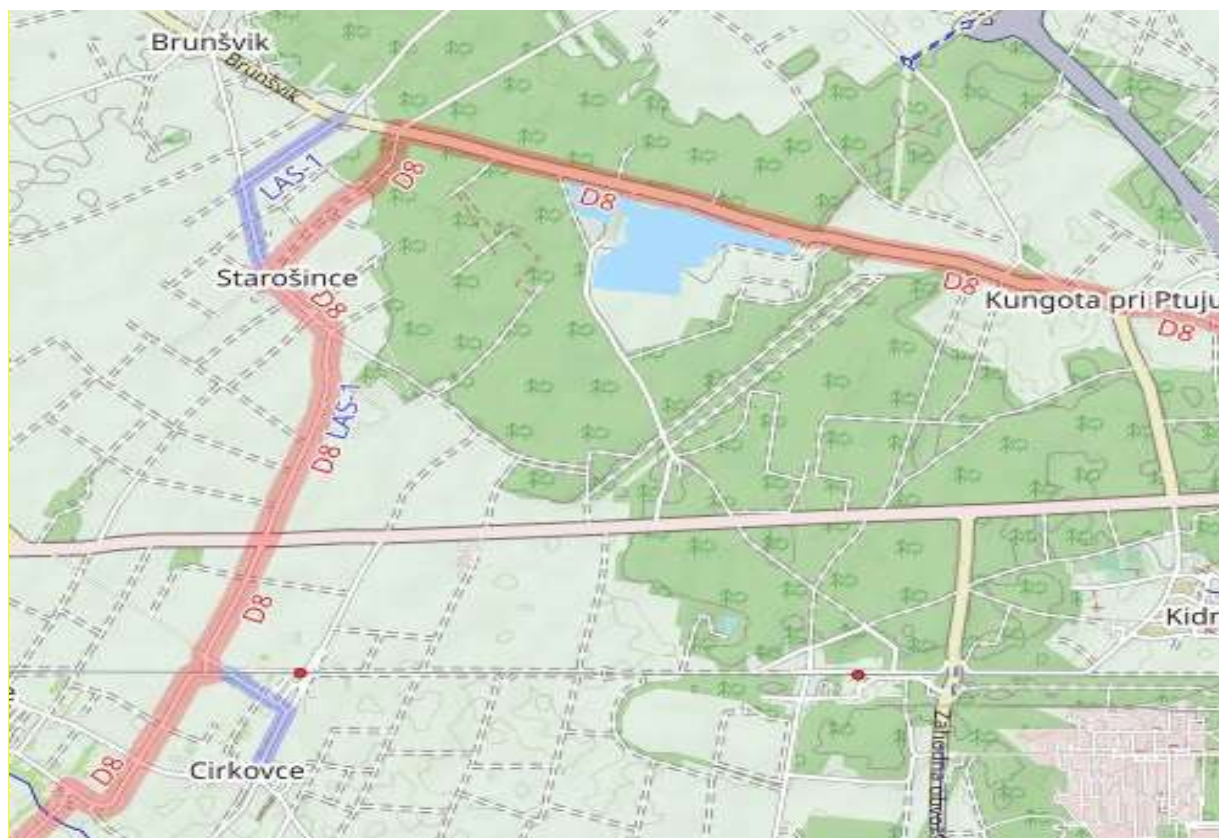 Brunšvik
Brunšvik
LAS-1
D8
D8
Starošince
D8
D8
Kungota pri Ptuju
D8
D8 LAS-1
D8
Kidr
D8
Cirkovce